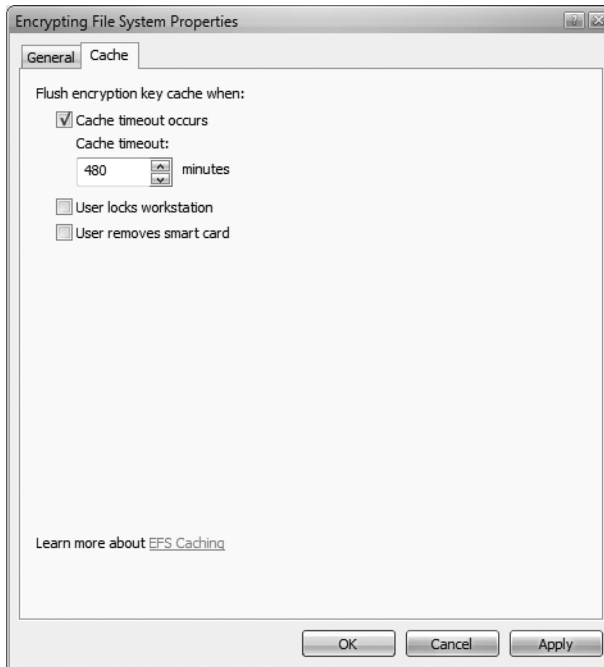 Encrypting File System Properties
General Cache
Flush encryption key cache when:
Cache timeout occurs
Cache timeout:
480 minutes
User locks workstation
User removes smart card
Learn more about EFS Caching
OK Cancel Apply